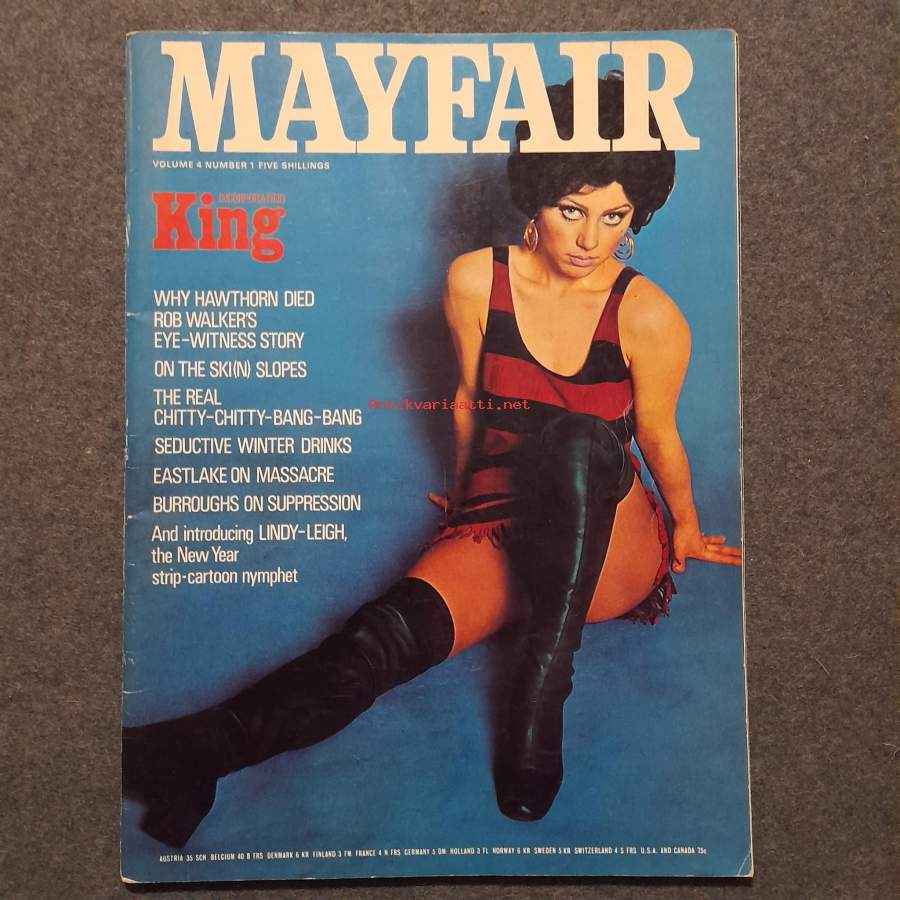 MAYFAIR
VOLUME 4 NUMBER 1 FIVE SHILLINGS
INCORPORATING
King
WHY HAWTHORN DIED
ROB WALKER'S
EYE-WITNESS STORY
ON THE SKI(N) SLOPES
THE REAL
CHITTY-CHITTY-BANG-BANG
Antikvariaatti.net
SEDUCTIVE WINTER DRINKS
EASTLAKE ON MASSACRE
BURROUGHS ON SUPPRESSION
And introducing LINDY-LEIGH,
the New Year
strip-cartoon nymphet
AUSTRIA 35 SCH BELGIUM 40 B FRS DENMARK 6 KR FINLAND 3 FM FRANCE 4 N FRS GERMANY 5 DM HOLLAND 3 FL NORWAY 6 KR SWEDEN 5 KR SWITZERLAND 4 S FRS U.S.A. AND CANADA 75c